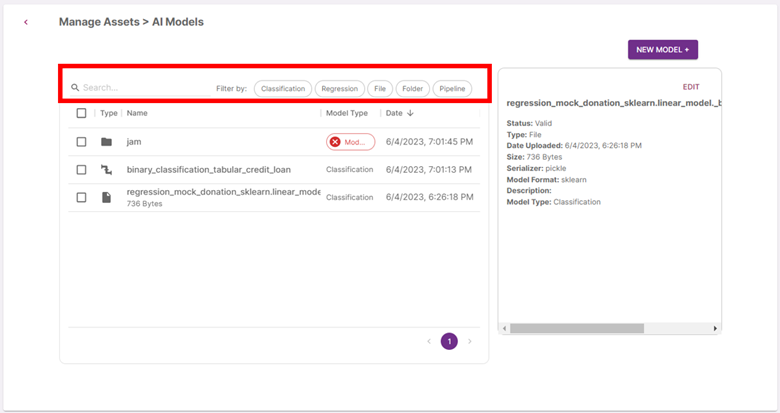 Manage Assets > AI Models
NEW MODEL +
Search...
Filter by:
Classification
Regression
File
Folder
Pipeline
Type
Name
Model Type
Date
jam
Mod...
6/4/2023, 7:01:45 PM
binary_classification_tabular_credit_loan
Classification
6/4/2023, 7:01:13 PM
regression_mock_donation_sklearn.linear_mode
736 Bytes
Classification
6/4/2023, 6:26:18 PM
1
EDIT
regression_mock_donation_sklearn.linear_model._b
Status: Valid
Type: File
Date Uploaded: 6/4/2023, 6:26:18 PM
Size: 736 Bytes
Serializer: pickle
Model Format: sklearn
Description:
Model Type: Classification